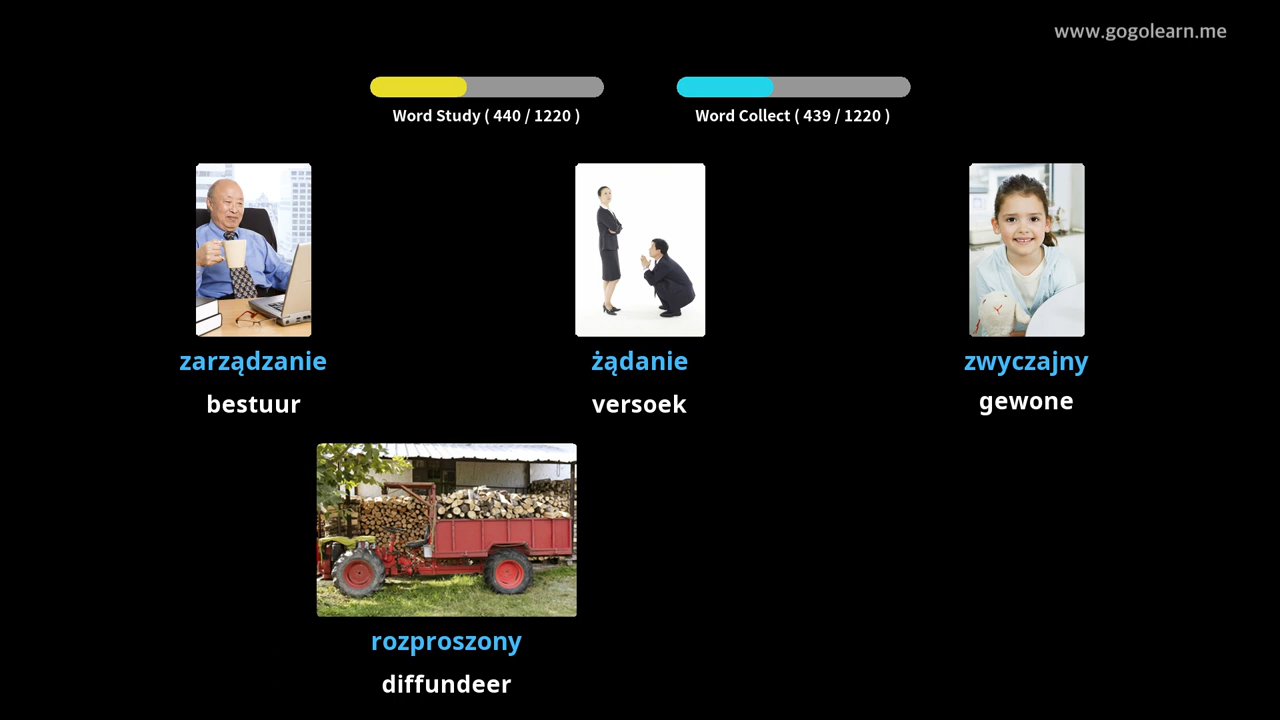 www.gogolearn.me
Word Study ( 440 / 1220 )
Word Collect ( 439 / 1220 )
zarządzanie
żądanie
zwyczajny
bestuur
versoek
gewone
rozproszony
diffundeer